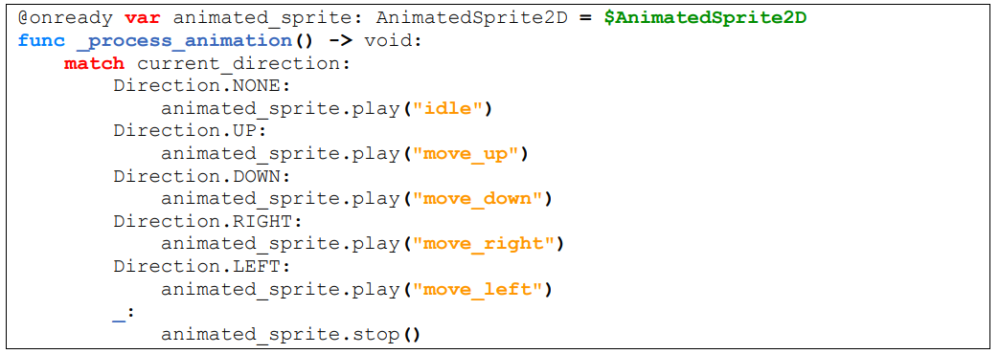 @onready var animated_sprite: AnimatedSprite2D = $AnimatedSprite2D
func _process_animation() -> void:
    match current_direction:
        Direction.NONE:
            animated_sprite.play("idle")
        Direction.UP:
            animated_sprite.play("move_up")
        Direction.DOWN:
            animated_sprite.play("move_down")
        Direction.RIGHT:
            animated_sprite.play("move_right")
        Direction.LEFT:
            animated_sprite.play("move_left")
        _:
            animated_sprite.stop()